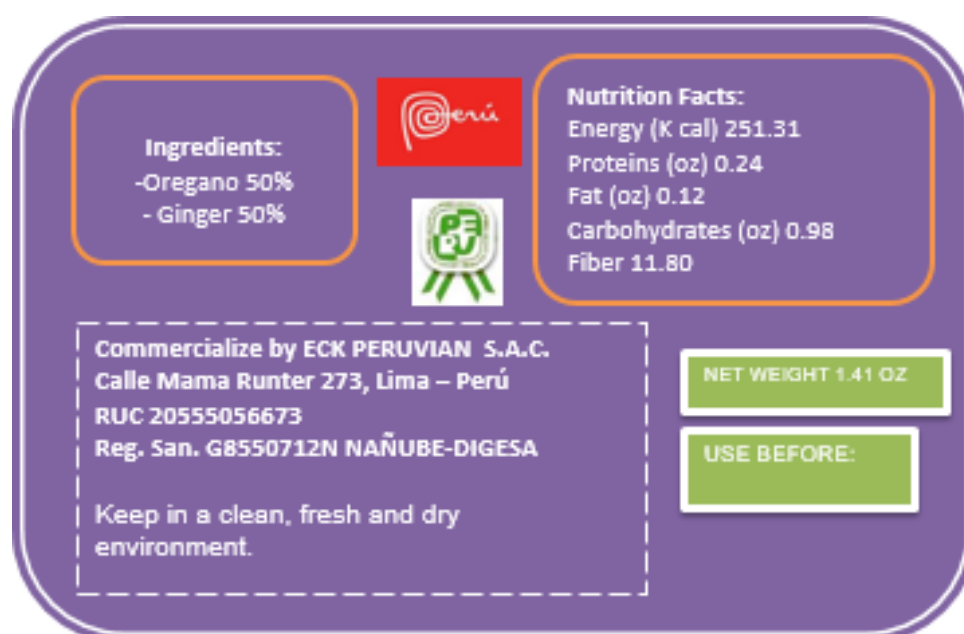 Ingredients:
-Oregano 50%
- Ginger 50%
Perú
PERU
Nutrition Facts:
Energy (K cal) 251.31
Proteins (oz) 0.24
Fat (oz) 0.12
Carbohydrates (oz) 0.98
Fiber 11.80
Commercialize by ECK PERUVIAN S.A.C.
Calle Mama Runter 273, Lima – Perú
RUC 20555056673
Reg. San. G8550712N NAÑUBE-DIGESA
Keep in a clean, fresh and dry
environment.
NET WEIGHT 1.41 OZ
USE BEFORE: